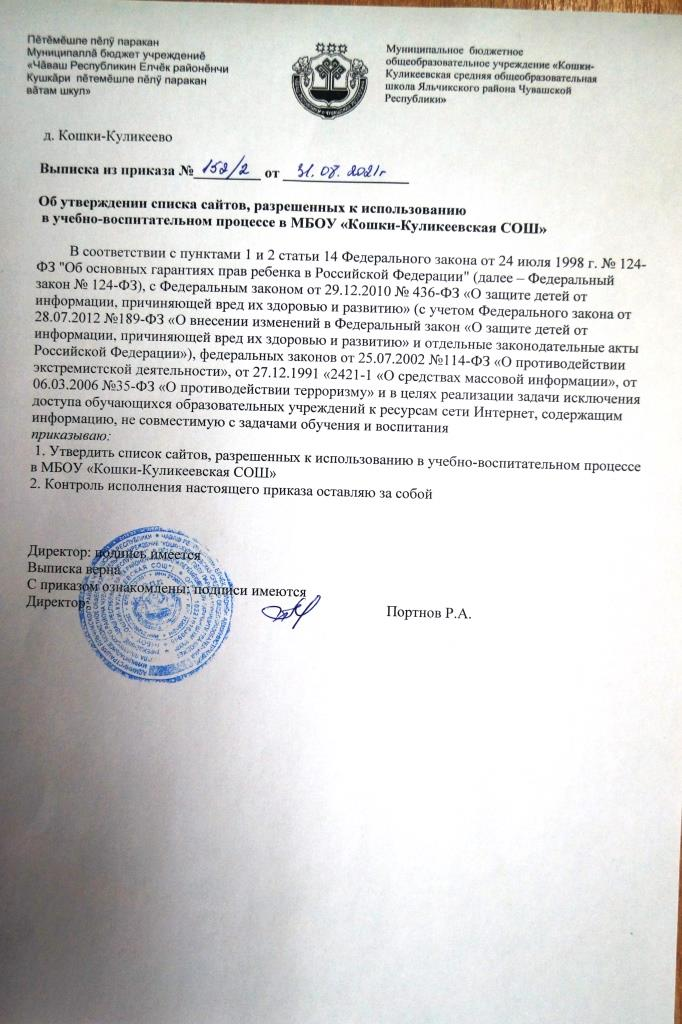 Пӗтӗмӗшле пӗлӳ паракан
Муниципаллӑ бюджет учрежденийӗ
«Чӑваш Республикин Елчӗк районӗнчи
Кушкӑри пӗтемӗшле пӗлӳ паракан
вӑтам шкул»
Муниципальное бюджетное
общеобразовательное учреждение «Кошки-
Куликеевская средняя общеобразовательная
школа Яльчикского района Чувашской
Республики»
д. Кошки-Куликеево
Выписка из приказа № 152/2 от 31.08.2021г
Об утверждении списка сайтов, разрешенных к использованию
в учебно-воспитательном процессе в МБОУ «Кошки-Куликеевская СОШ»
В соответствии с пунктами 1 и 2 статьи 14 Федерального закона от 24 июля 1998 г. № 124-
ФЗ "Об основных гарантиях прав ребенка в Российской Федерации" (далее – Федеральный
закон № 124-ФЗ), с Федеральным законом от 29.12.2010 № 436-ФЗ «О защите детей от
информации, причиняющей вред их здоровью и развитию» (с учетом Федерального закона от
28.07.2012 №189-ФЗ «О внесении изменений в Федеральный закон «О защите детей от
информации, причиняющей вред их здоровью и развитию» и отдельные законодательные акты
Российской Федерации»), федеральных законов от 25.07.2002 №114-ФЗ «О противодействии
экстремистской деятельности», от 27.12.1991 «2421-1 «О средствах массовой информации», от
06.03.2006 №35-ФЗ «О противодействии терроризму» и в целях реализации задачи исключения
доступа обучающихся образовательных учреждений к ресурсам сети Интернет, содержащим
информацию, не совместимую с задачами обучения и воспитания
приказываю:
1. Утвердить список сайтов, разрешенных к использованию в учебно-воспитательном процессе
в МБОУ «Кошки-Куликеевская СОШ»
2. Контроль исполнения настоящего приказа оставляю за собой
Директор: подпись имеется
Выписка верна
С приказом ознакомлены: подписи имеются
Директор: Портнов Р.А.